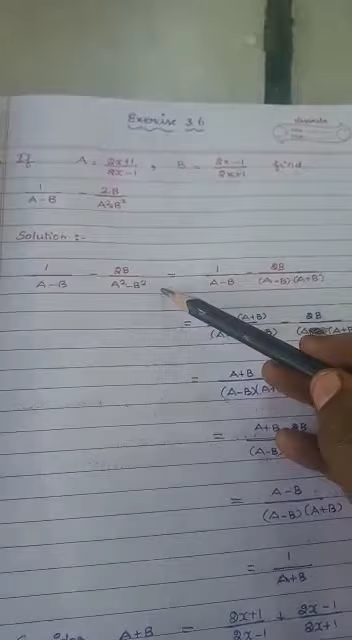 Exercise 3.6
If A = 2x+1/2x-1, B = 2x-1/2x+1 find
1/A-B - 2B/A²-B²
Solution:-
1/A-B - 2B/A²-B² = 1/A-B - 2B/(A-B)(A+B)
= (A+B) - 2B
= A+B/(A-B)(A+
= A+B-2B/(A-B)
= A-B/(A-B)(A+B)
= 1/A+B
A+B = 2x+1/2x- + 2x-1/2x+1